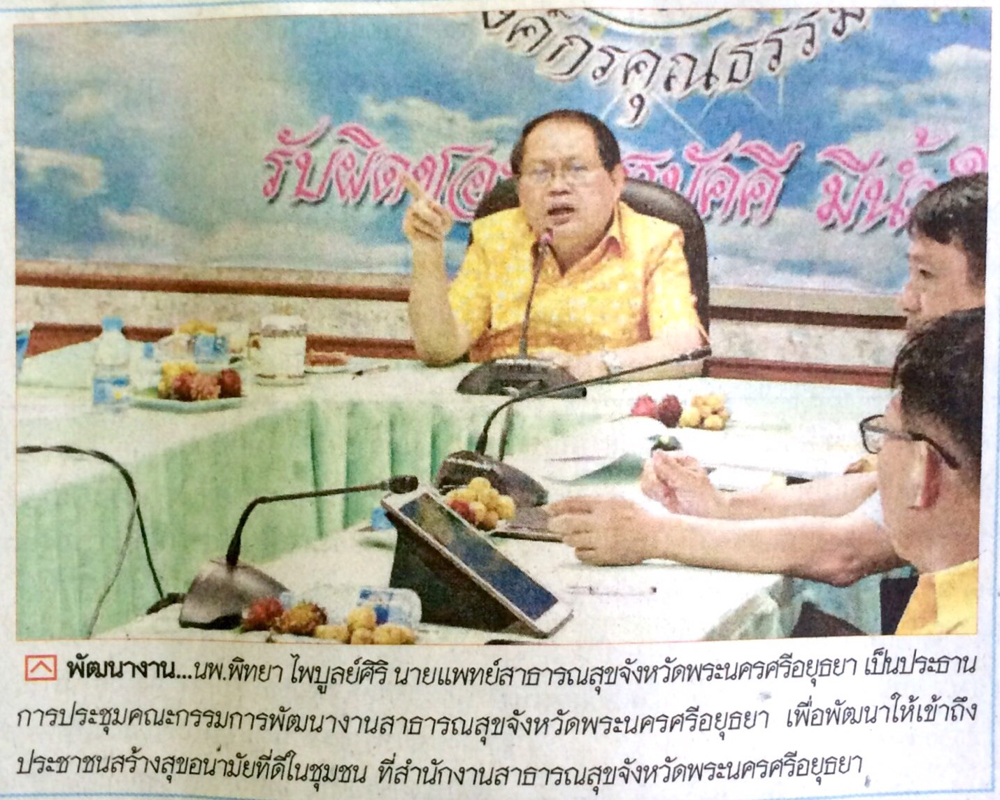 องค์กรคุณธรรม
รับผิดชอบ สามัคคี มีน้ำใจ
พัฒนางาน...นพ.พิทยา ไพบูลย์ศิริ นายแพทย์สาธารณสุขจังหวัดพระนครศรีอยุธยา เป็นประธาน
การประชุมคณะกรรมการพัฒนางานสาธารณสุขจังหวัดพระนครศรีอยุธยา เพื่อพัฒนาให้เข้าถึง
ประชาชนสร้างสุขอนามัยที่ดีในชุมชน ที่สำนักงานสาธารณสุขจังหวัดพระนครศรีอยุธยา